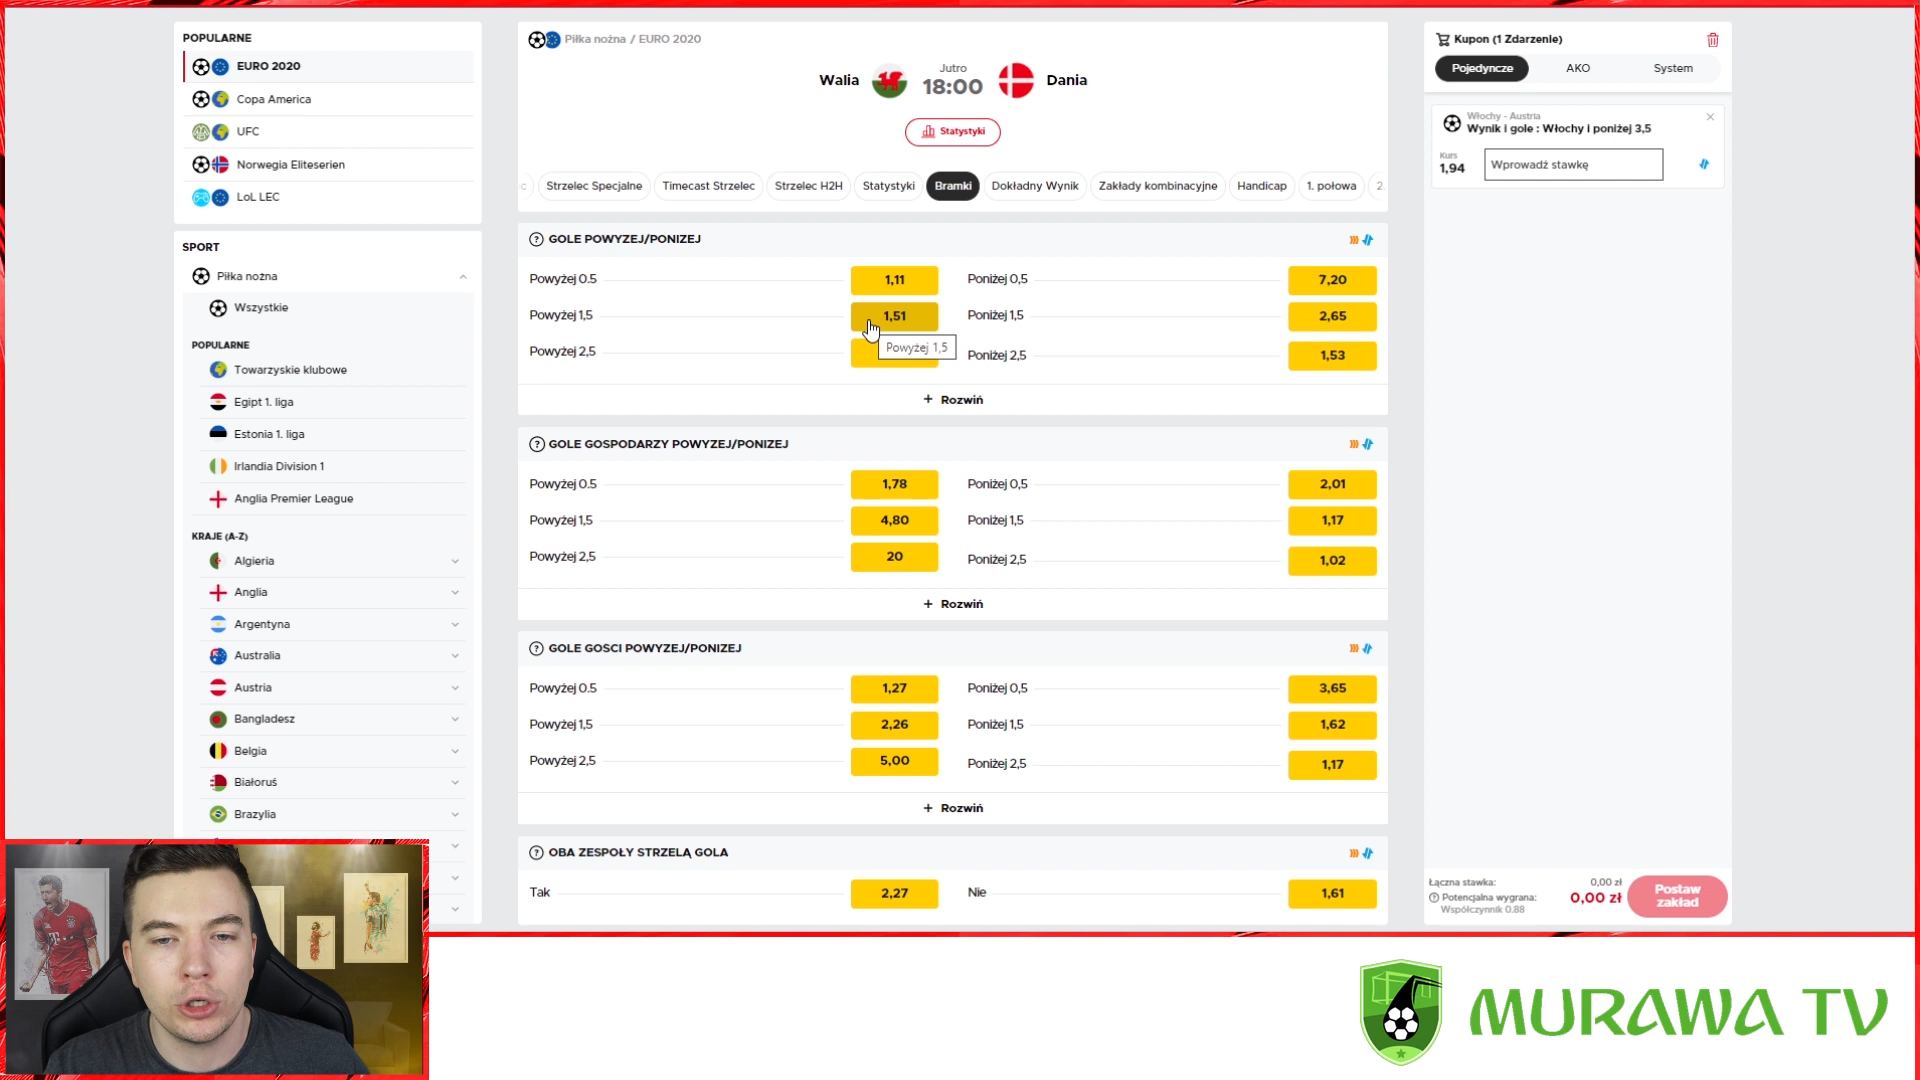 POPULARNE
EURO 2020
Copa America
UFC
Norwegia Eliteserien
LoL LEC
SPORT
Piłka nożna
Wszystkie
POPULARNE
Towarzyskie klubowe
Egipt 1. liga
Estonia 1. liga
Irlandia Division 1
Anglia Premier League
KRAJE (A-Z)
Algieria
Anglia
Argentyna
Australia
Austria
Bangladesz
Belgia
Białoruś
Brazylia
Piłka nożna / EURO 2020
Walia
Jutro
18:00
Dania
Statystyki
Strzelec Specjalne
Timecast Strzelec
Strzelec H2H
Statystyki
Bramki
Dokładny Wynik
Zakłady kombinacyjne
Handicap
1. połowa
2.
GOLE POWYZEJ/PONIZEJ
Powyżej 0.5 1,11 Poniżej 0,5 7,20
Powyżej 1,5 1,51 Poniżej 1,5 2,65
Powyżej 1,5
Powyżej 2,5 Poniżej 2,5 1,53
+ Rozwiń
GOLE GOSPODARZY POWYZEJ/PONIZEJ
Powyżej 0.5 1,78 Poniżej 0,5 2,01
Powyżej 1,5 4,80 Poniżej 1,5 1,17
Powyżej 2,5 20 Poniżej 2,5 1,02
+ Rozwiń
GOLE GOSCI POWYZEJ/PONIZEJ
Powyżej 0.5 1,27 Poniżej 0,5 3,65
Powyżej 1,5 2,26 Poniżej 1,5 1,62
Powyżej 2,5 5,00 Poniżej 2,5 1,17
+ Rozwiń
OBA ZESPOŁY STRZELĄ GOLA
Tak 2,27 Nie 1,61
Kupon (1 Zdarzenie)
Pojedyncze
AKO
System
Włochy - Austria
Wynik i gole : Włochy i poniżej 3,5
Kurs
1,94
Wprowadź stawkę
Łączna stawka: 0,00 zł
Potencjalna wygrana: 0,00 zł
Współczynnik 0.88
Postaw
zakład
MURAWA TV